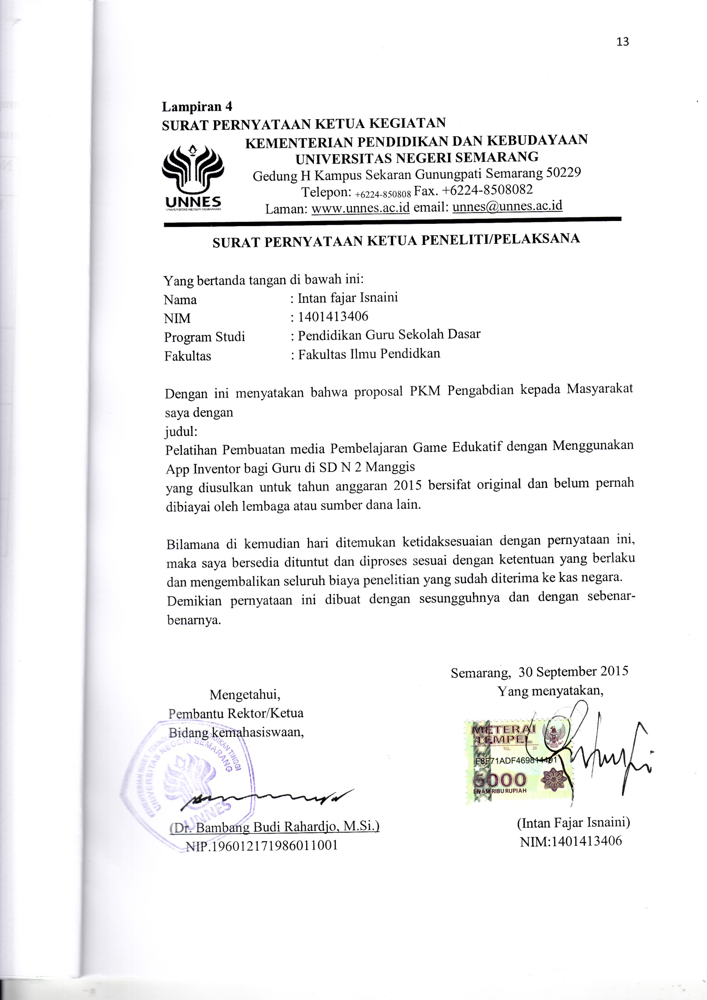 13
Lampiran 4
SURAT PERNYATAAN KETUA KEGIATAN
KEMENTERIAN PENDIDIKAN DAN KEBUDAYAAN
UNIVERSITAS NEGERI SEMARANG
Gedung H Kampus Sekaran Gunungpati Semarang 50229
Telepon: +6224-850808 Fax. +6224-8508082
Laman: www.unnes.ac.id email: unnes@unnes.ac.id
UNNES
UNIVERSITAS NEGERI SEMARANG
SURAT PERNYATAAN KETUA PENELITI/PELAKSANA
Yang bertanda tangan di bawah ini:
Nama : Intan fajar Isnaini
NIM : 1401413406
Program Studi : Pendidikan Guru Sekolah Dasar
Fakultas : Fakultas Ilmu Pendidkan
Dengan ini menyatakan bahwa proposal PKM Pengabdian kepada Masyarakat
saya dengan
judul:
Pelatihan Pembuatan media Pembelajaran Game Edukatif dengan Menggunakan
App Inventor bagi Guru di SD N 2 Manggis
yang diusulkan untuk tahun anggaran 2015 bersifat original dan belum pernah
dibiayai oleh lembaga atau sumber dana lain.
Bilamana di kemudian hari ditemukan ketidaksesuaian dengan pernyataan ini,
maka saya bersedia dituntut dan diproses sesuai dengan ketentuan yang berlaku
dan mengembalikan seluruh biaya penelitian yang sudah diterima ke kas negara.
Demikian pernyataan ini dibuat dengan sesungguhnya dan dengan sebenar-
benarnya.
Semarang, 30 September 2015
Mengetahui,
Yang menyatakan,
Pembantu Rektor/Ketua
Bidang kemahasiswaan,
UNIVERSITAS NEGERI SEMARANG
UNNES
METERAI
TEMPEL
TGL. 20
F8F71ADF469814491
6000
ENAM RIBU RUPIAH
(Dr. Bambang Budi Rahardjo, M.Si.)
NIP.196012171986011001
(Intan Fajar Isnaini)
NIM:1401413406